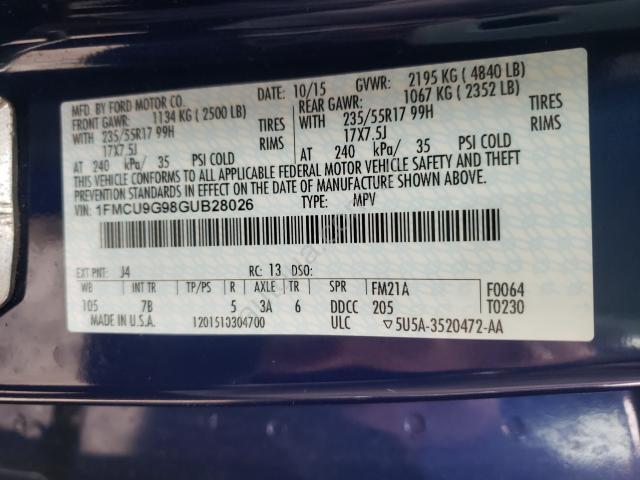 MFD. BY FORD MOTOR CO.
DATE: 10/15
GVWR: 2195 KG ( 4840 LB)
FRONT GAWR: 1134 KG ( 2500 LB)
REAR GAWR: 1067 KG ( 2352 LB)
WITH 235/55R17 99H TIRES
WITH 235/55R17 99H TIRES
17X7.5J RIMS
17X7.5J RIMS
AT 240 kPa/ 35 PSI COLD
AT 240 kPa/ 35 PSI COLD
THIS VEHICLE CONFORMS TO ALL APPLICABLE FEDERAL MOTOR VEHICLE SAFETY AND THEFT
PREVENTION STANDARDS IN EFFECT ON THE DATE OF MANUFACTURE SHOWN ABOVE.
VIN: 1FMCU9G98GUB28026
TYPE: MPV
EXT PNT: J4 RC: 13 DSO:
WB INT TR TP/PS R AXLE TR SPR FM21A F0064
105 7B 5 3A 6 DDCC 205 T0230
MADE IN U.S.A. 1201513304700 ULC ▽5U5A-3520472-AA